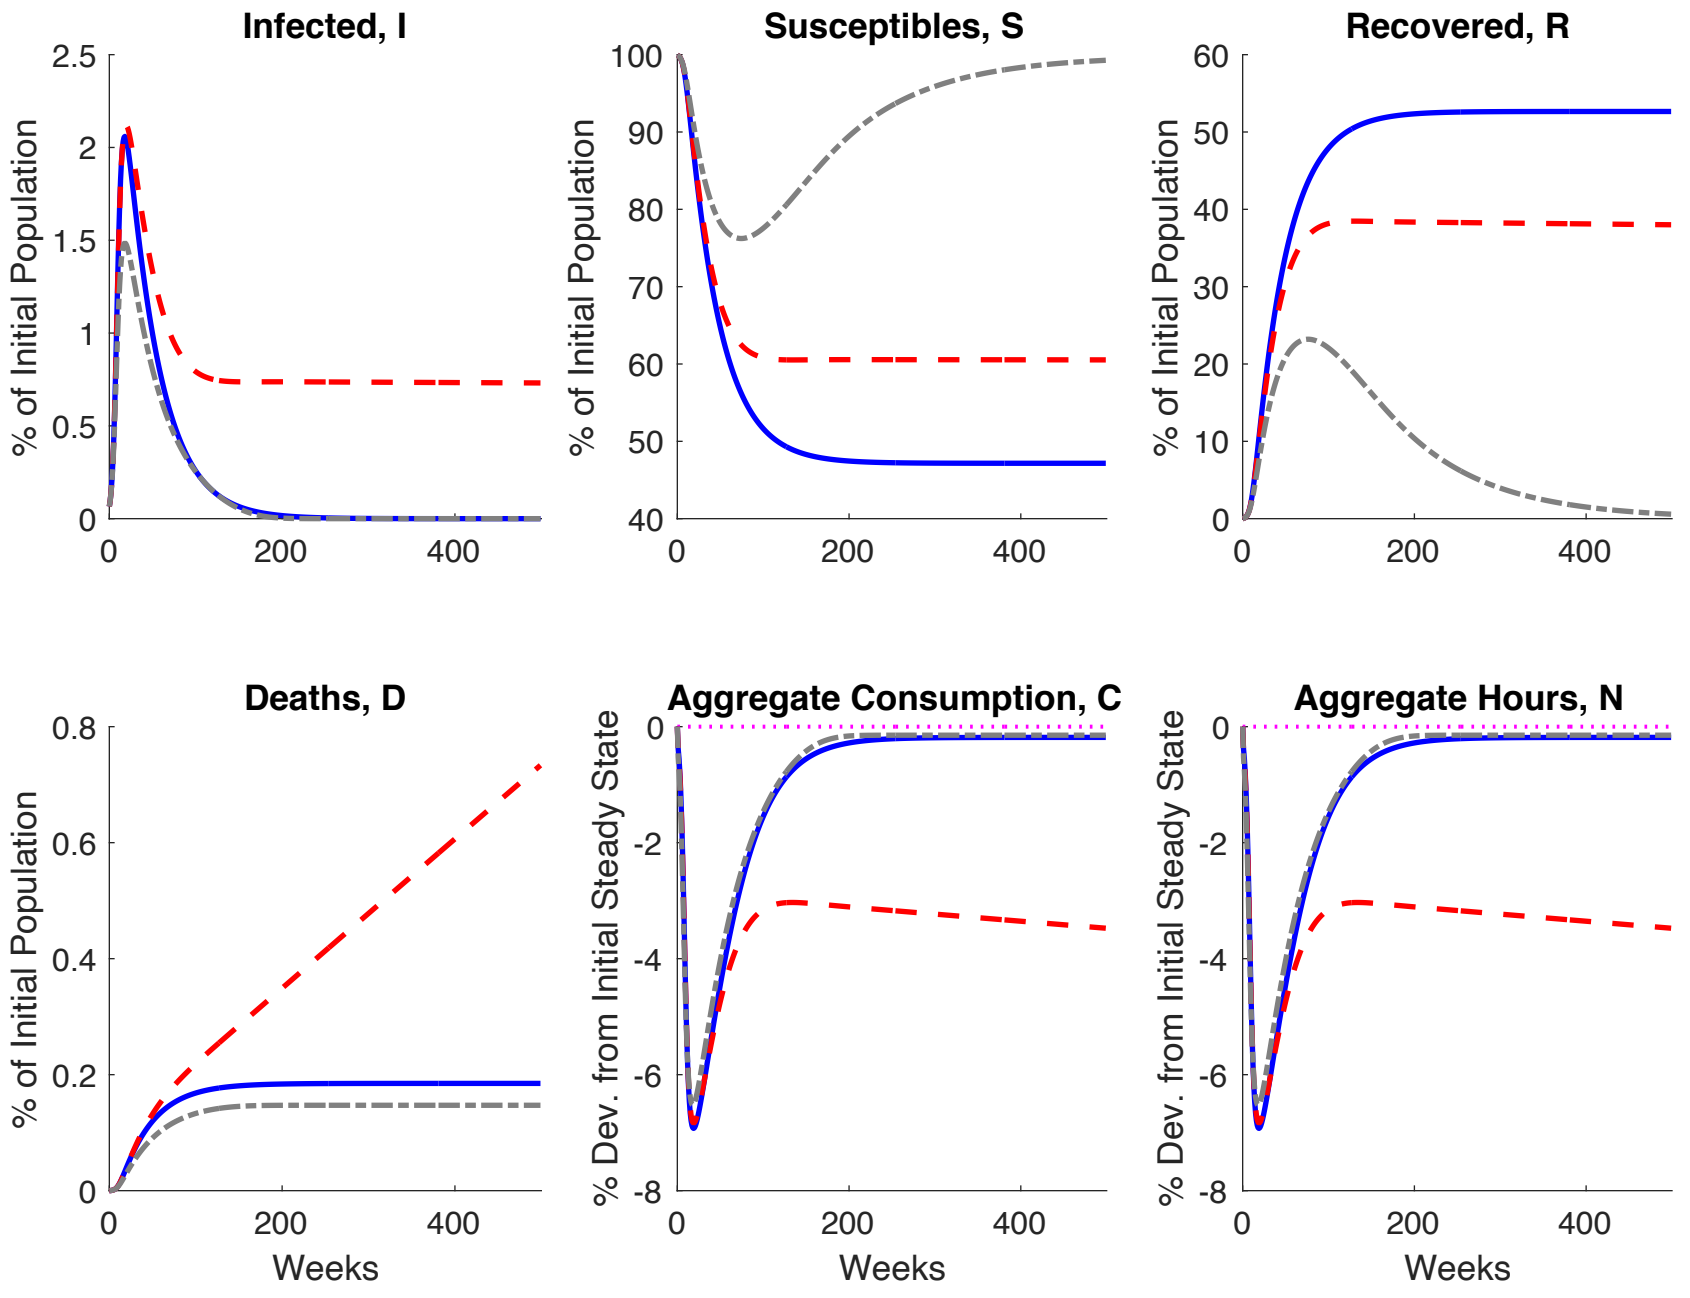 Infected, I
% of Initial Population
2.5
2
1.5
1
0.5
0
0 200 400
Susceptibles, S
% of Initial Population
100
90
80
70
60
50
40
0 200 400
Recovered, R
% of Initial Population
60
50
40
30
20
10
0
0 200 400
Deaths, D
% of Initial Population
0.8
0.6
0.4
0.2
0
0 200 400
Weeks
Aggregate Consumption, C
% Dev. from Initial Steady State
0
-2
-4
-6
-8
0 200 400
Weeks
Aggregate Hours, N
% Dev. from Initial Steady State
0
-2
-4
-6
-8
0 200 400
Weeks